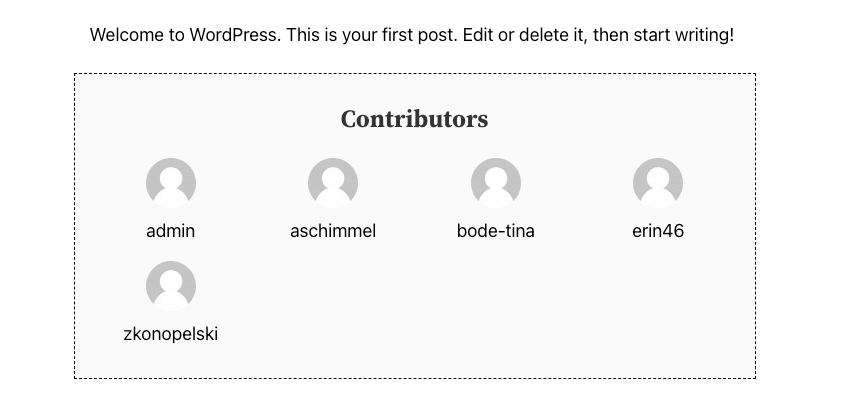 Welcome to WordPress. This is your first post. Edit or delete it, then start writing!
Contributors
admin aschimmel bode-tina erin46
zkonopelski